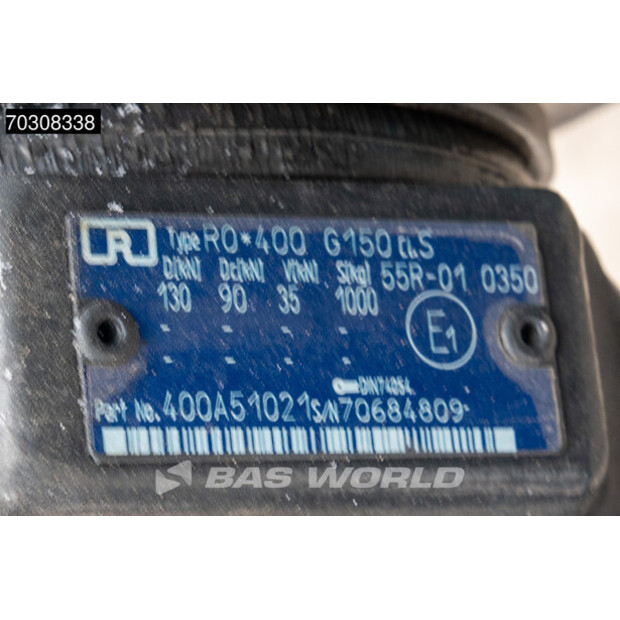 70308338
R
Type RO*400 G150
D(kN) Dc(kN) V(kN) S(kg) 55R-01 0350
130 90 35 1000
E1
- - - -
- - - -
DIN74054
Part No. 400A51021 S/N 70684809
BAS WORLD